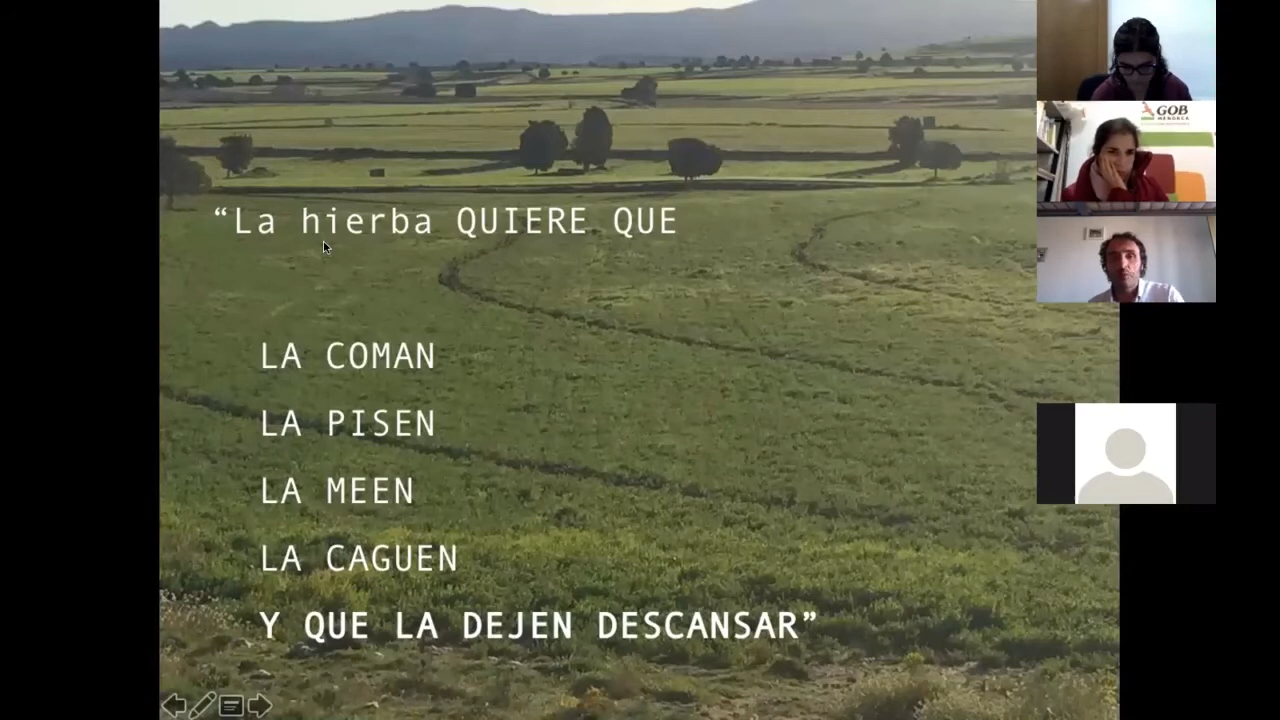 “La hierba QUIERE QUE
LA COMAN
LA PISEN
LA MEEN
LA CAGUEN
Y QUE LA DEJEN DESCANSAR”
GOB
MENORCA